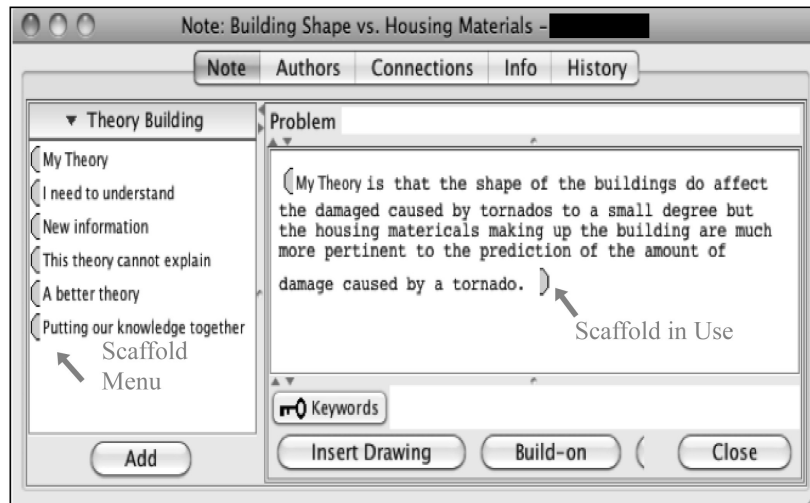 Note: Building Shape vs. Housing Materials –
Note Authors Connections Info History
▼ Theory Building
My Theory
I need to understand
New information
This theory cannot explain
A better theory
Putting our knowledge together
Scaffold
Menu
Add
Problem
My Theory is that the shape of the buildings do affect
the damaged caused by tornados to a small degree but
the housing matericals making up the building are much
more pertinent to the prediction of the amount of
damage caused by a tornado.
Scaffold in Use
Keywords
Insert Drawing Build-on Close